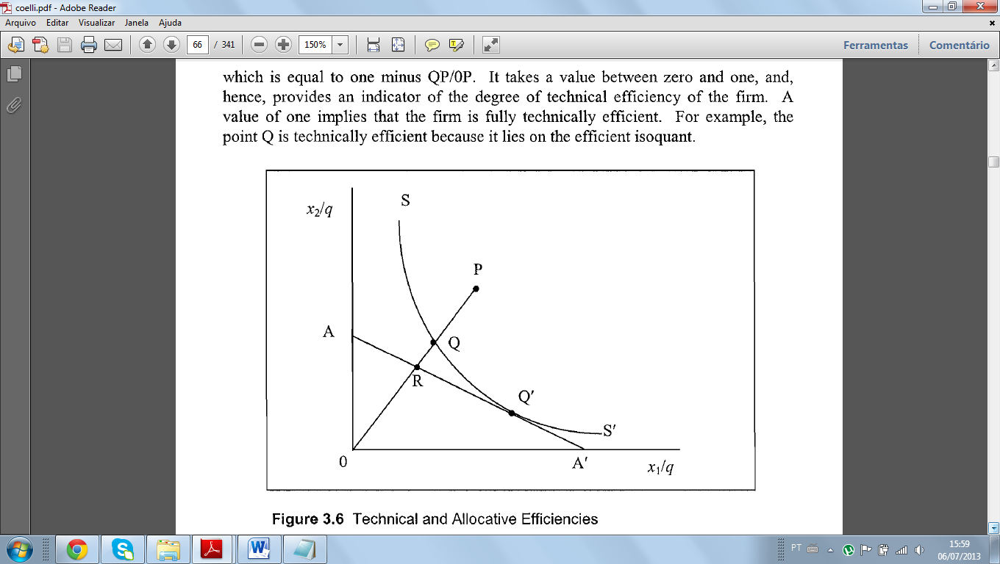 coelli.pdf - Adobe Reader
Arquivo Editar Visualizar Janela Ajuda
66 / 341 150% Ferramentas Comentário
which is equal to one minus QP/0P. It takes a value between zero and one, and,
hence, provides an indicator of the degree of technical efficiency of the firm. A
value of one implies that the firm is fully technically efficient. For example, the
point Q is technically efficient because it lies on the efficient isoquant.
S
x₂/q
P
A
Q
R
Q′
S′
0
A′
x₁/q
Figure 3.6 Technical and Allocative Efficiencies
PT 15:59
06/07/2013